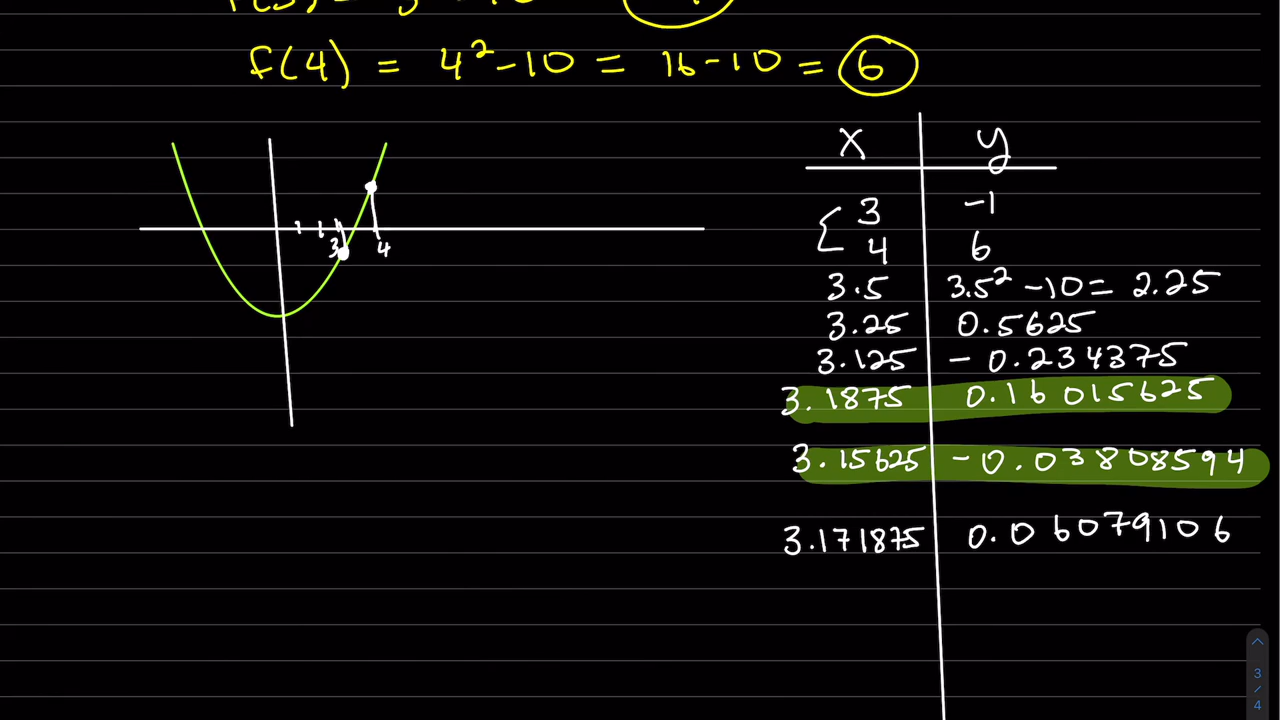 f(4) = 4² - 10 = 16 - 10 = 6
x y
3 -1
4 6
3.5 3.5² - 10 = 2.25
3.25 0.5625
3.125 - 0.234375
3.1875 0.16015625
3.15625 - 0.03808594
3.171875 0.06079106
3 4
3 / 4